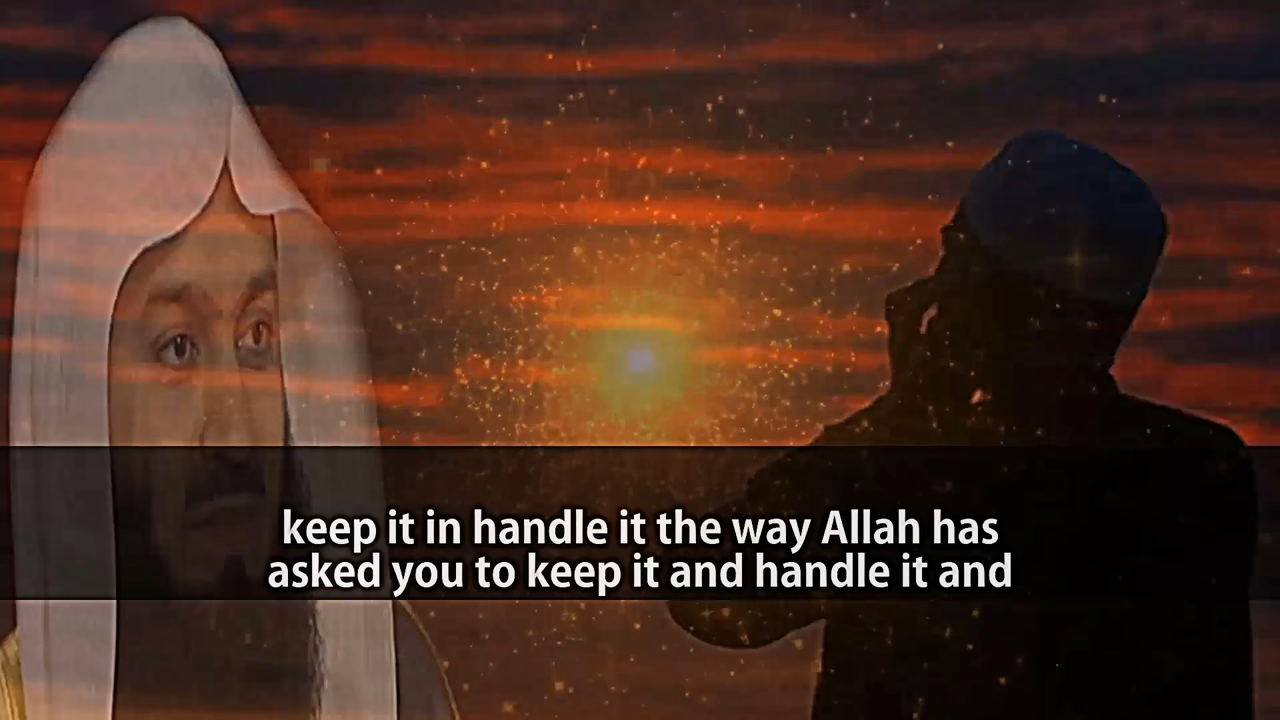 keep it in handle it the way Allah has
asked you to keep it and handle it and